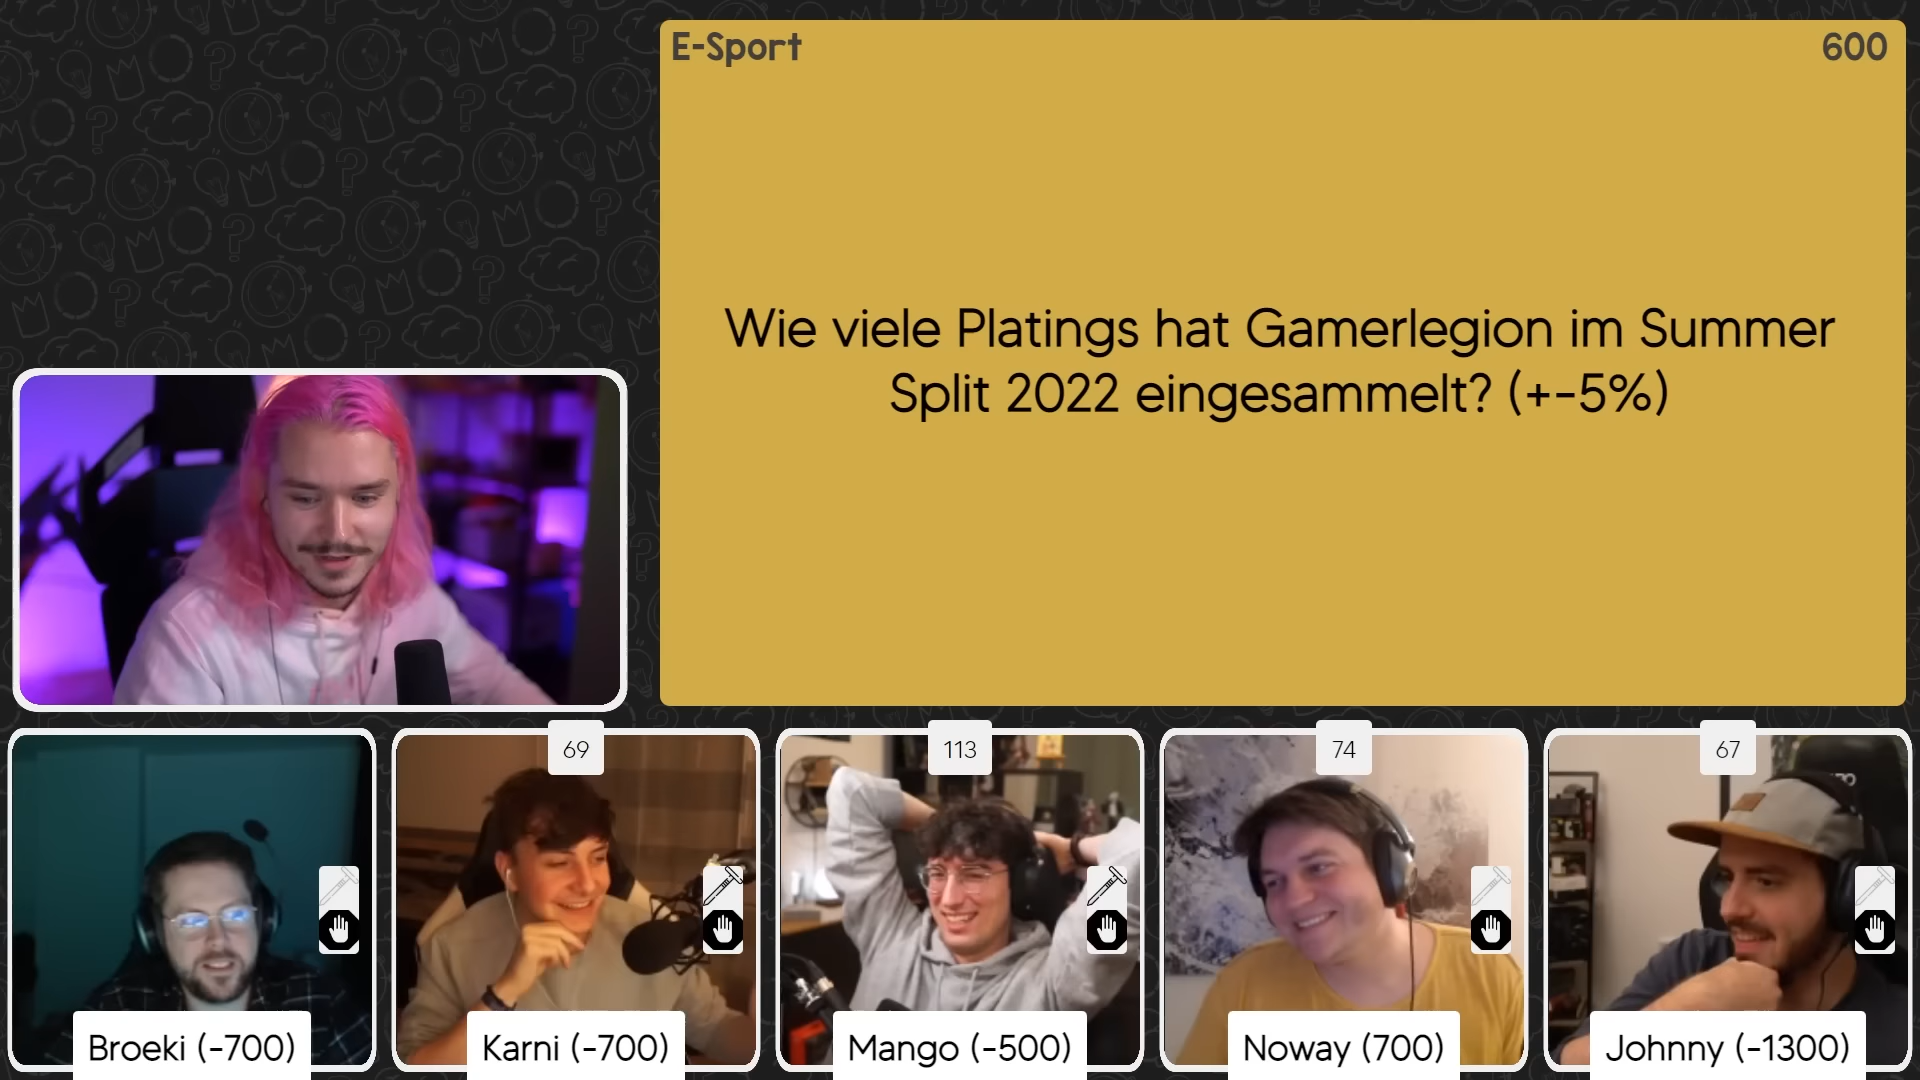 E-Sport
600
Wie viele Platings hat Gamerlegion im Summer
Split 2022 eingesammelt? (+-5%)
69
113
74
67
Broeki (-700)
Karni (-700)
Mango (-500)
Noway (700)
Johnny (-1300)